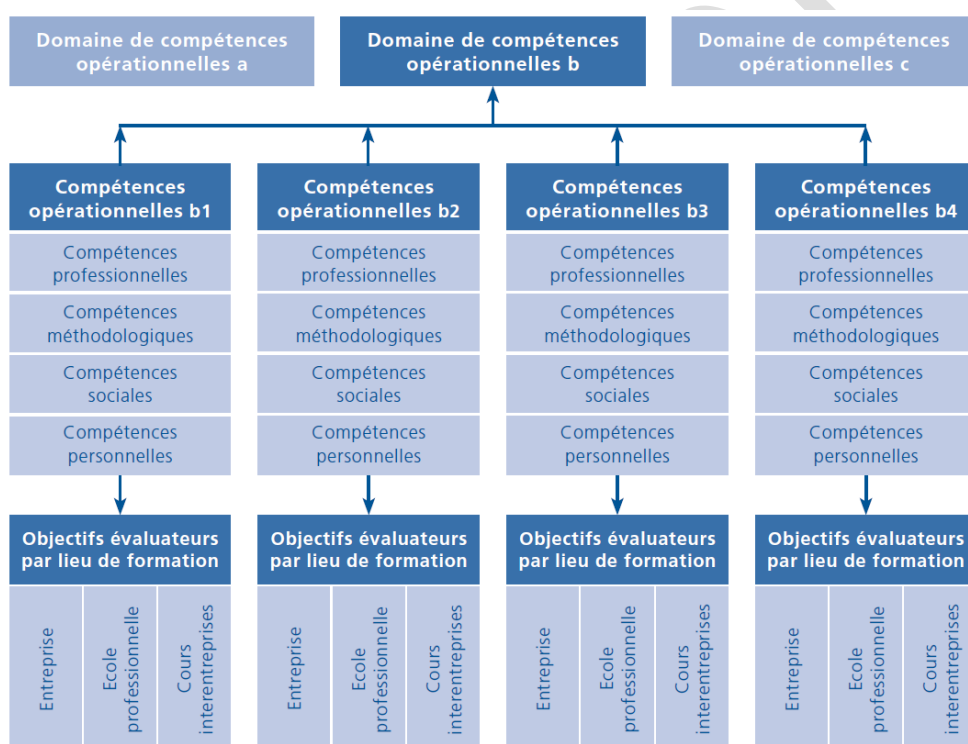 Domaine de compétences
opérationnelles a
Domaine de compétences
opérationnelles b
Domaine de compétences
opérationnelles c
Compétences
opérationnelles b1
Compétences
professionnelles
Compétences
méthodologiques
Compétences
sociales
Compétences
personnelles
Objectifs évaluateurs
par lieu de formation
Entreprise
Ecole
professionnelle
Cours
interentreprises
Compétences
opérationnelles b2
Compétences
professionnelles
Compétences
méthodologiques
Compétences
sociales
Compétences
personnelles
Objectifs évaluateurs
par lieu de formation
Entreprise
Ecole
professionnelle
Cours
interentreprises
Compétences
opérationnelles b3
Compétences
professionnelles
Compétences
méthodologiques
Compétences
sociales
Compétences
personnelles
Objectifs évaluateurs
par lieu de formation
Entreprise
Ecole
professionnelle
Cours
interentreprises
Compétences
opérationnelles b4
Compétences
professionnelles
Compétences
méthodologiques
Compétences
sociales
Compétences
personnelles
Objectifs évaluateurs
par lieu de formation
Entreprise
Ecole
professionnelle
Cours
interentreprises